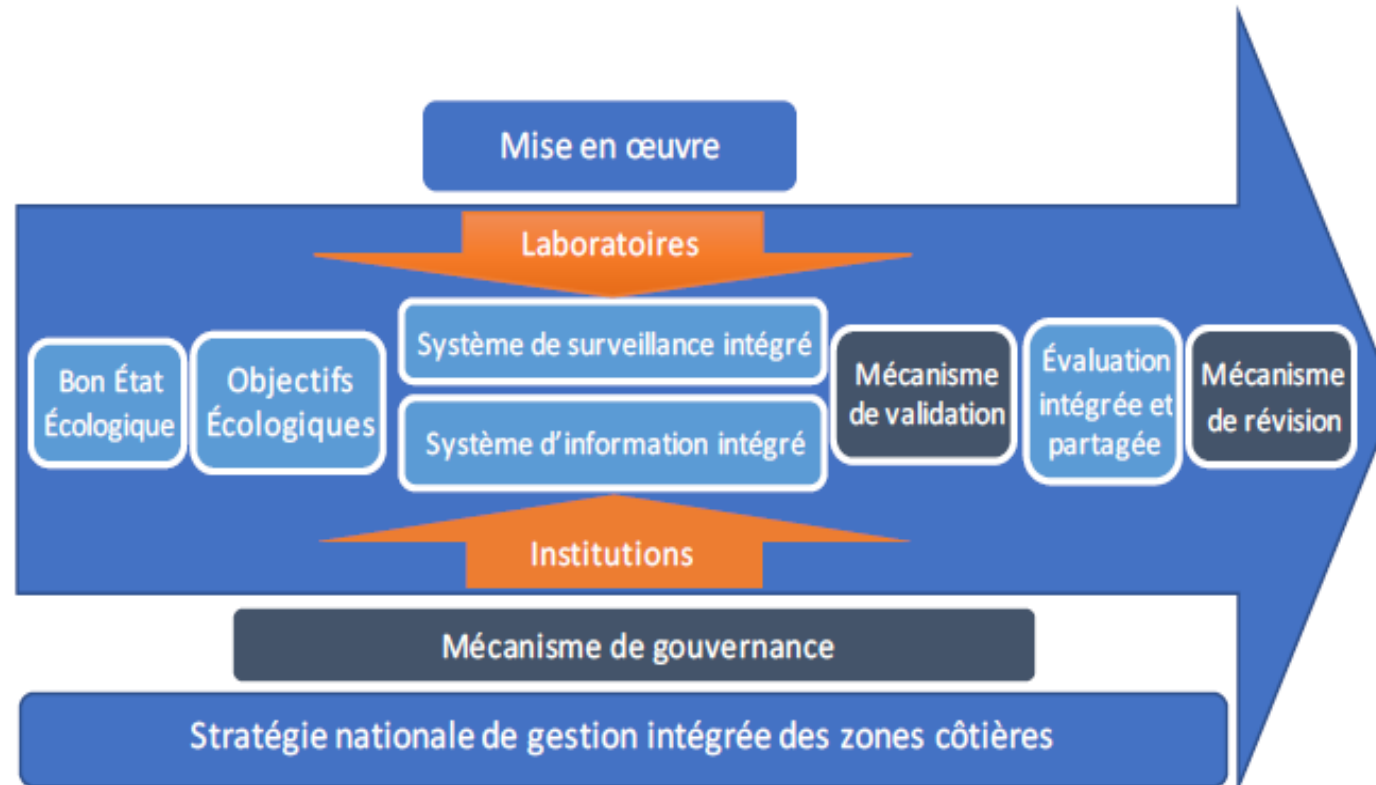 Mise en œuvre
Laboratoires
Bon État
Écologique
Objectifs
Écologiques
Système de surveillance intégré
Système d'information intégré
Mécanisme
de validation
Évaluation
intégrée et
partagée
Mécanisme
de révision
Institutions
Mécanisme de gouvernance
Stratégie nationale de gestion intégrée des zones côtières